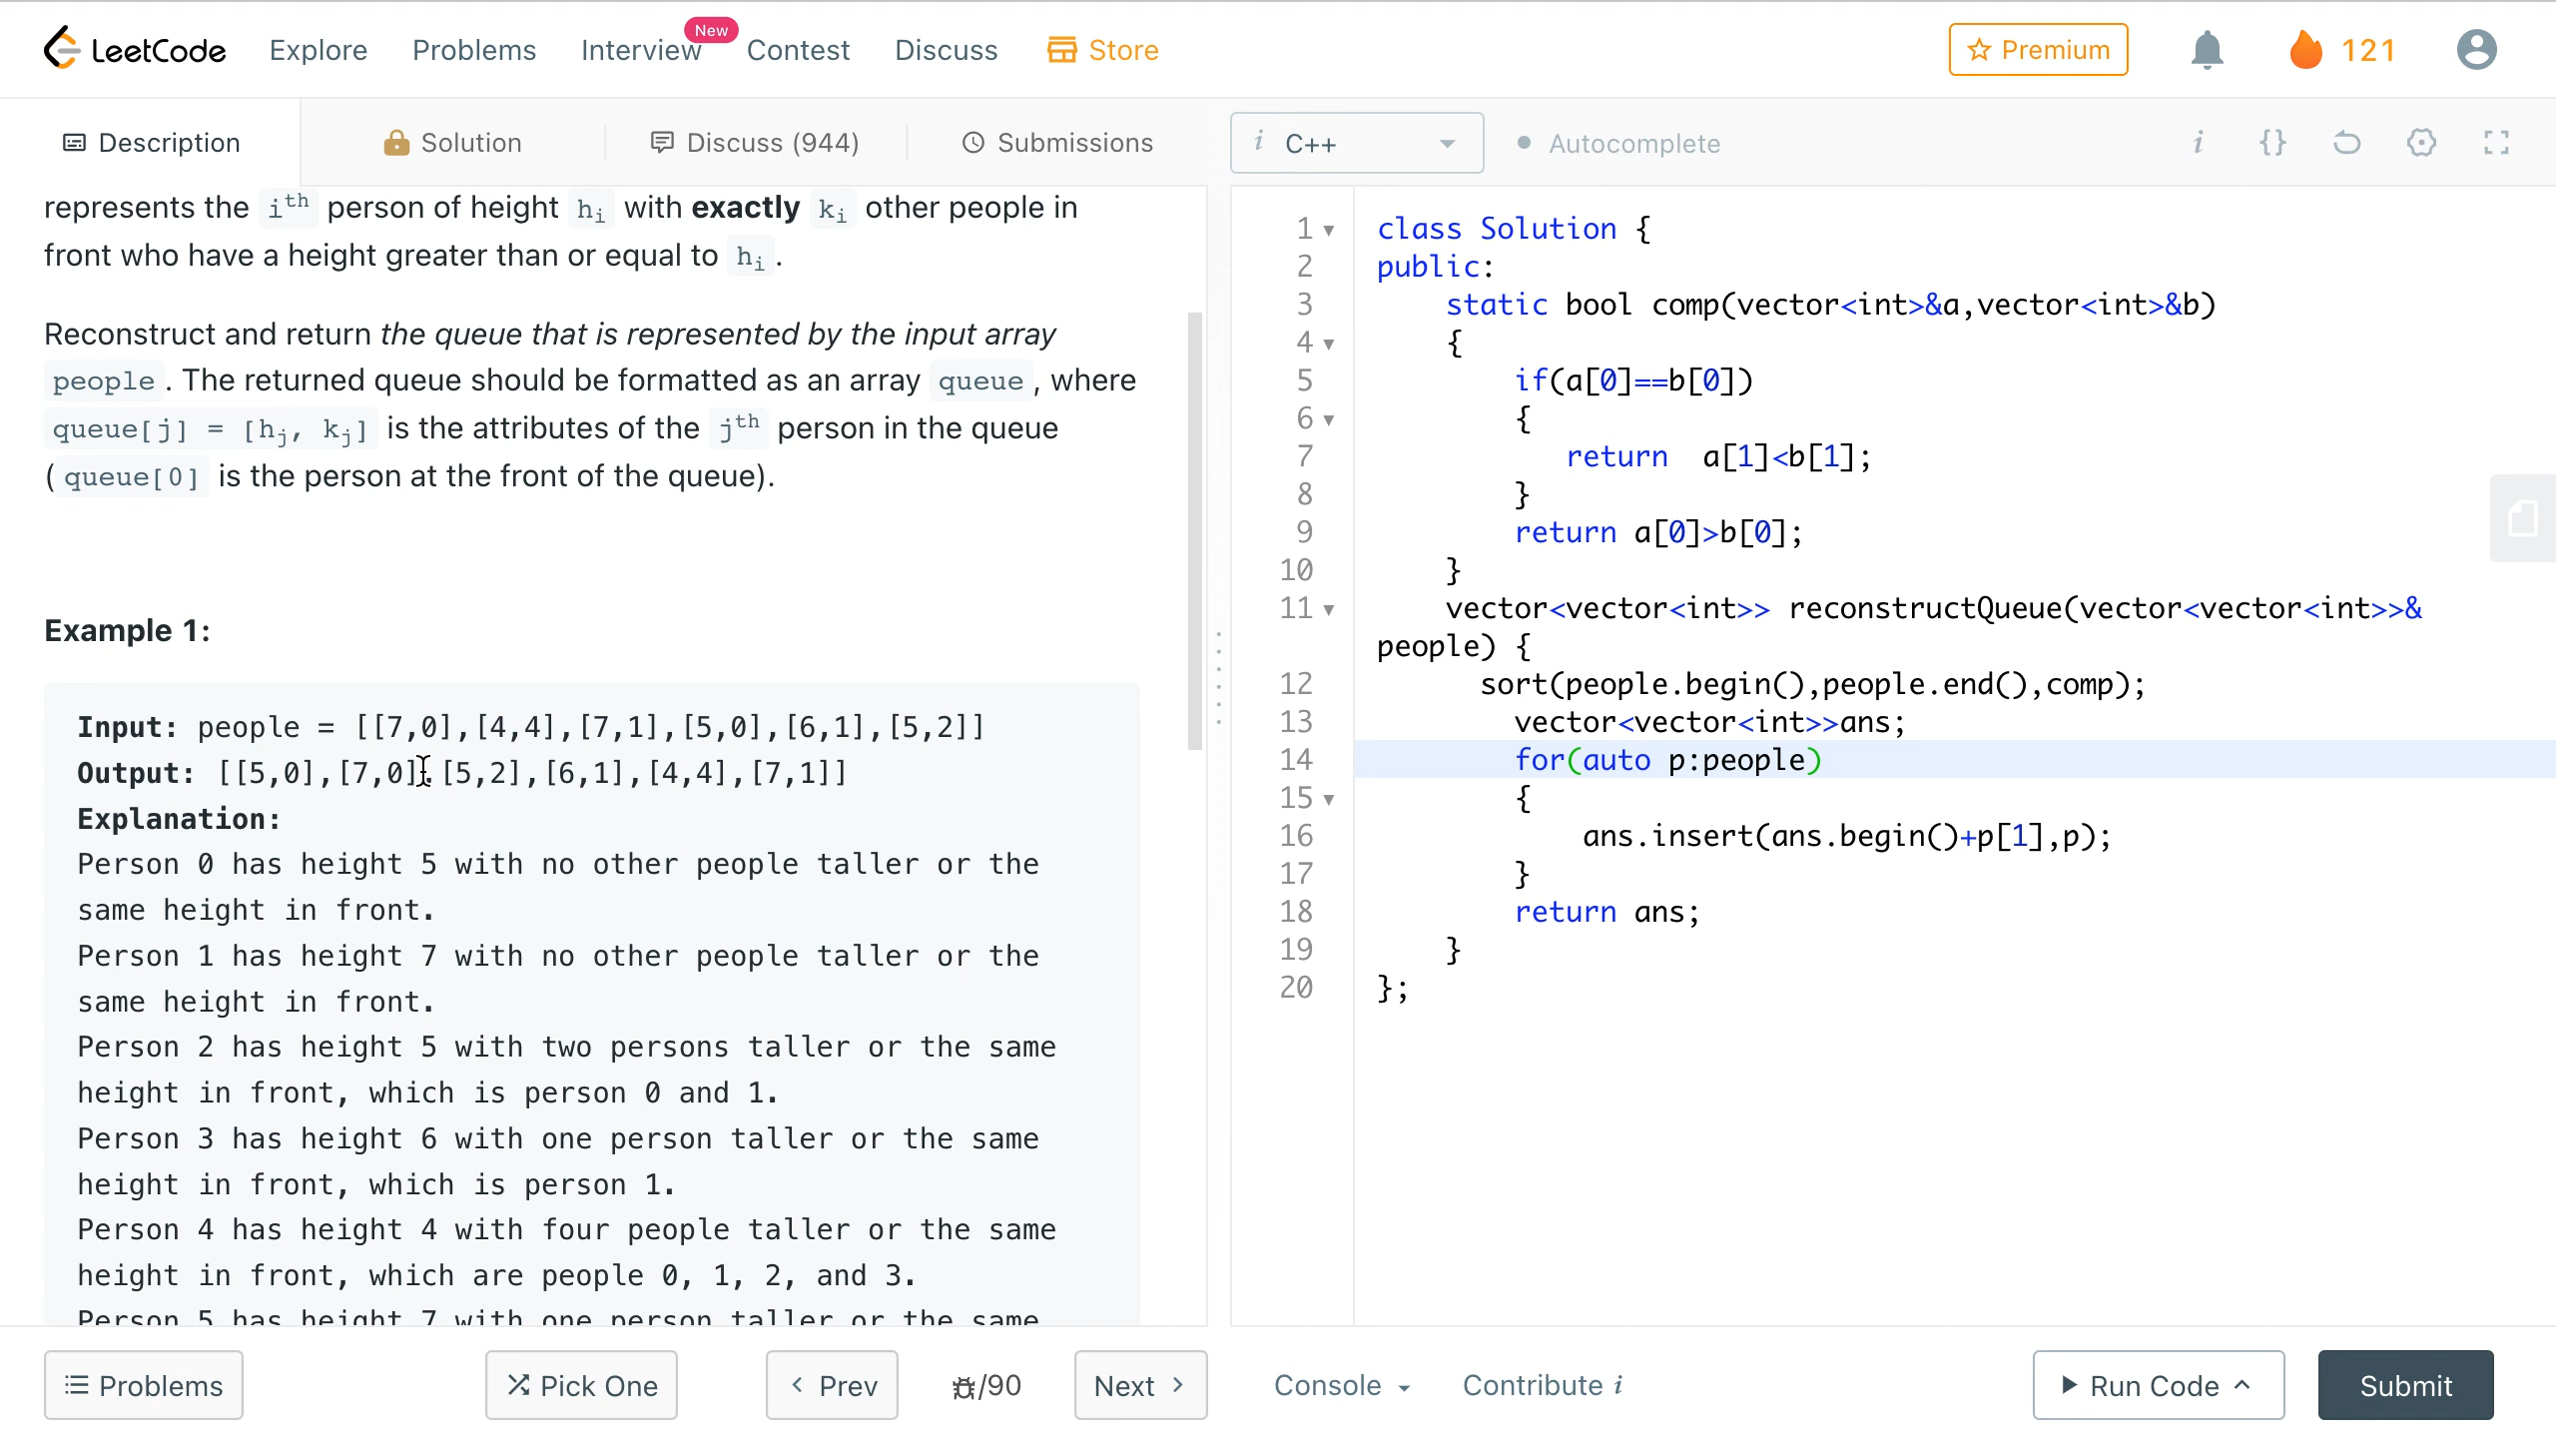 LeetCode Explore Problems Interview New Contest Discuss Store Premium 121
Description Solution Discuss (944) Submissions
represents the iᵗʰ person of height hᵢ with exactly kᵢ other people in
front who have a height greater than or equal to hᵢ.
Reconstruct and return the queue that is represented by the input array
people. The returned queue should be formatted as an array queue, where
queue[j] = [hⱼ, kⱼ] is the attributes of the jᵗʰ person in the queue
(queue[0] is the person at the front of the queue).
Example 1:
Input: people = [[7,0],[4,4],[7,1],[5,0],[6,1],[5,2]]
Output: [[5,0],[7,0],[5,2],[6,1],[4,4],[7,1]]
Explanation:
Person 0 has height 5 with no other people taller or the
same height in front.
Person 1 has height 7 with no other people taller or the
same height in front.
Person 2 has height 5 with two persons taller or the same
height in front, which is person 0 and 1.
Person 3 has height 6 with one person taller or the same
height in front, which is person 1.
Person 4 has height 4 with four people taller or the same
height in front, which are people 0, 1, 2, and 3.
Person 5 has height 7 with one person taller or the same
i C++ Autocomplete i {}
1 class Solution {
2 public:
3     static bool comp(vector<int>&a,vector<int>&b)
4     {
5         if(a[0]==b[0])
6         {
7            return  a[1]<b[1];
8         }
9         return a[0]>b[0];
10     }
11     vector<vector<int>> reconstructQueue(vector<vector<int>>&
people) {
12       sort(people.begin(),people.end(),comp);
13         vector<vector<int>>ans;
14         for(auto p:people)
15         {
16             ans.insert(ans.begin()+p[1],p);
17         }
18         return ans;
19     }
20 };
Problems Pick One Prev /90 Next Console Contribute i Run Code Submit